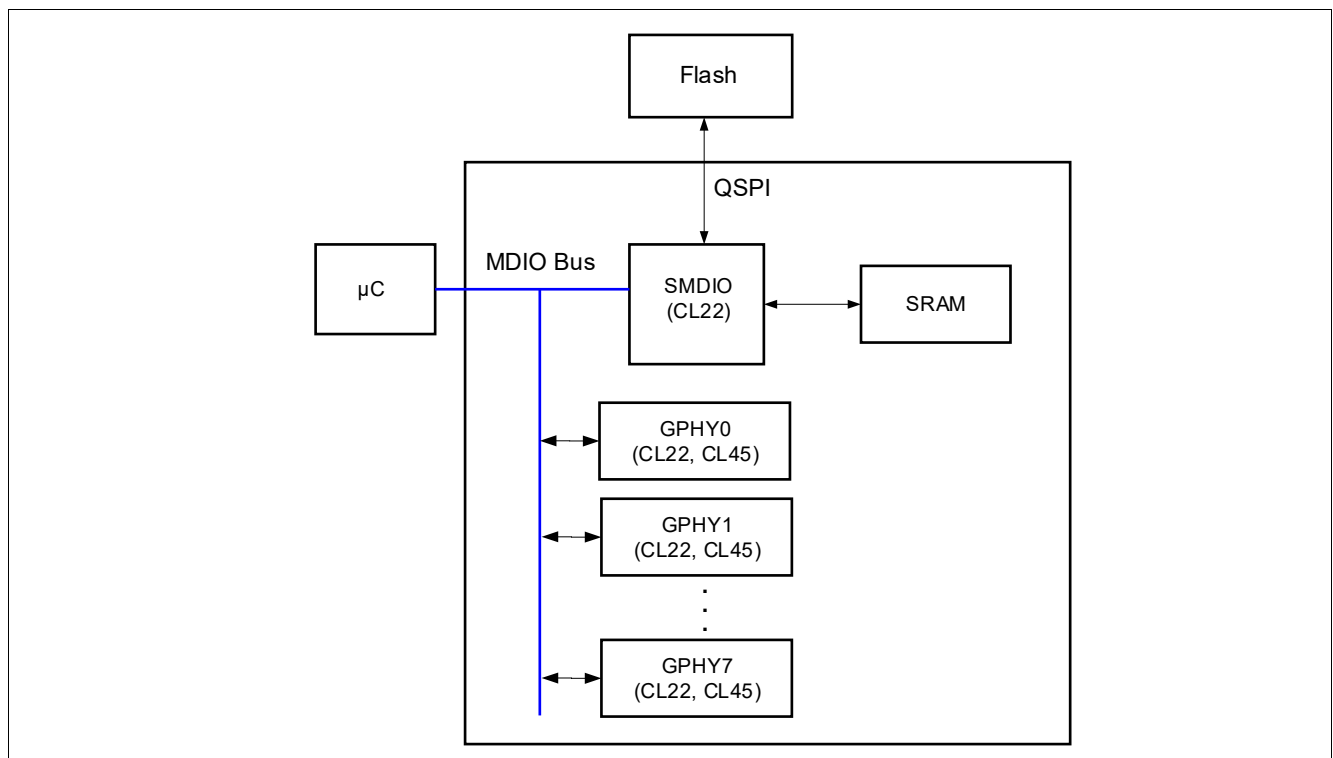 Flash
QSPI
MDIO Bus
µC
SMDIO
(CL22)
SRAM
GPHY0
(CL22, CL45)
GPHY1
(CL22, CL45)
.
.
.
GPHY7
(CL22, CL45)